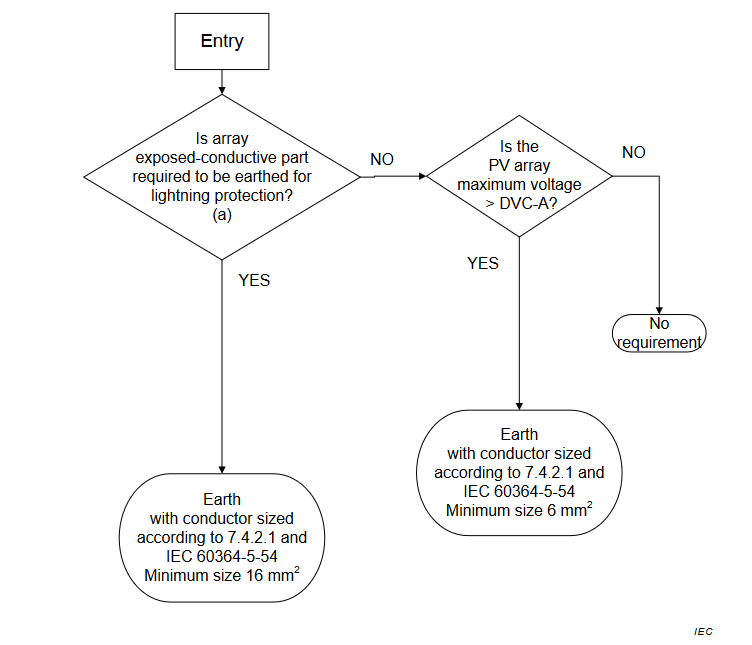 Entry
Is array
exposed-conductive part
required to be earthed for
lightning protection?
(a)
NO
Is the
PV array
maximum voltage
> DVC-A?
NO
YES
YES
No
requirement
Earth
with conductor sized
according to 7.4.2.1 and
IEC 60364-5-54
Minimum size 6 mm²
Earth
with conductor sized
according to 7.4.2.1 and
IEC 60364-5-54
Minimum size 16 mm²
IEC